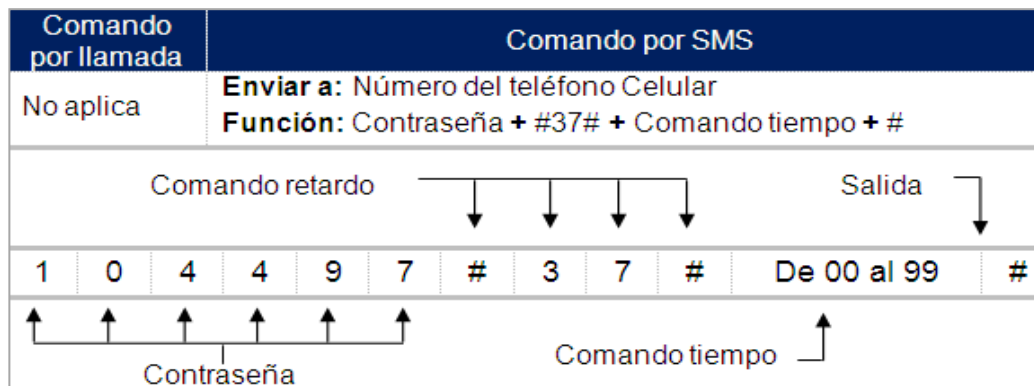 Comando por llamada
Comando por SMS
No aplica
Enviar a: Número del teléfono Celular
Función: Contraseña + #37# + Comando tiempo + #
Comando retardo
Salida
1 0 4 4 9 7 # 3 7 # De 00 al 99 #
Comando tiempo
Contraseña